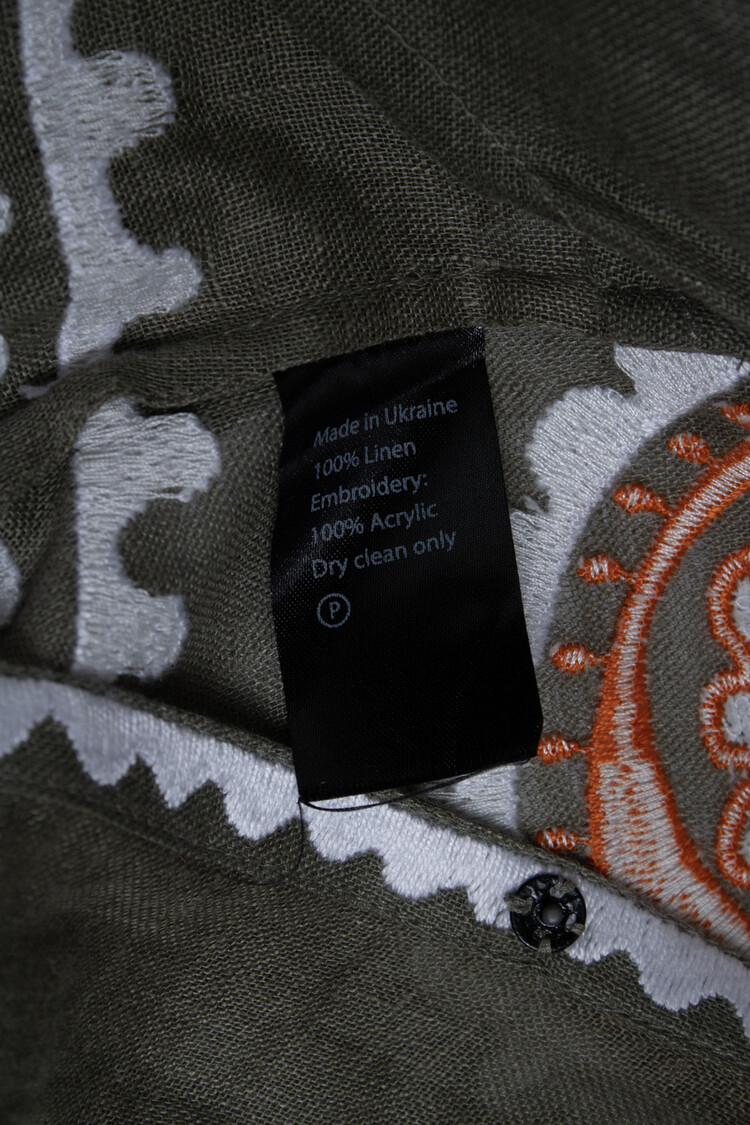 Made in Ukraine
100% Linen
Embroidery:
100% Acrylic
Dry clean only
P